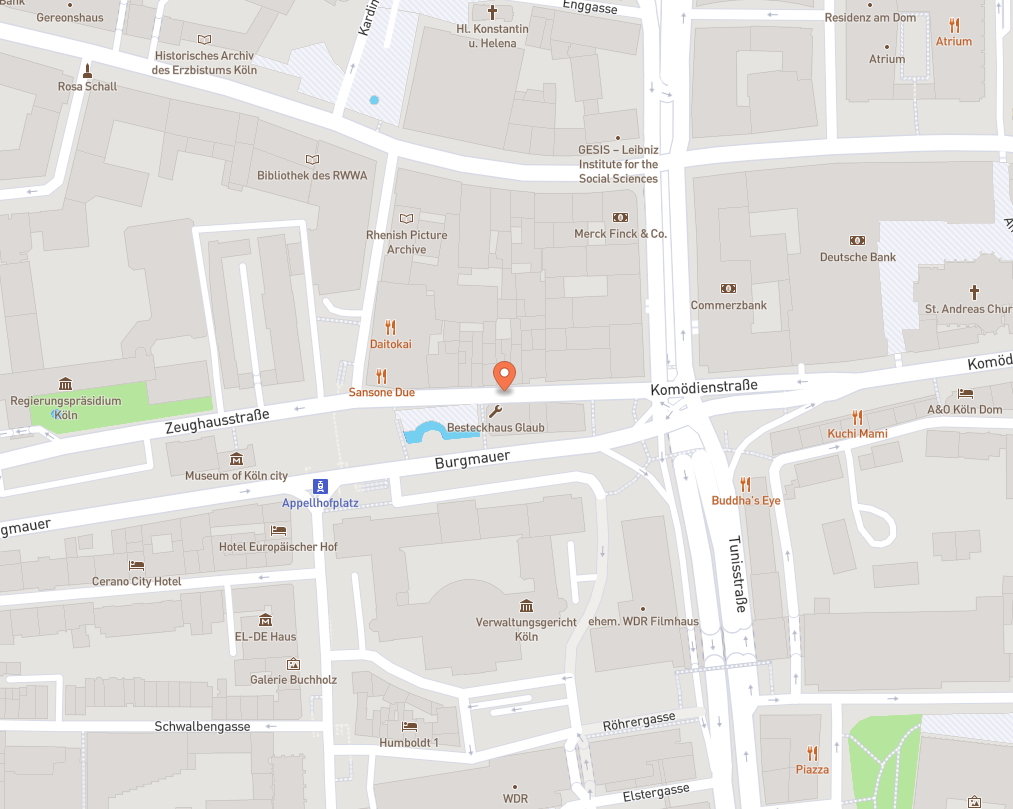 Bank
Gereonshaus
Historisches Archiv
des Erzbistums Köln
Rosa Schall
Kardin
Hl. Konstantin
u. Helena
Enggasse
Residenz am Dom
Atrium
Atrium
GESIS – Leibniz
Institute for the
Social Sciences
Bibliothek des RWWA
Rhenish Picture
Archive
Merck Finck & Co.
Deutsche Bank
Commerzbank
St. Andreas Chur
Daitokai
Sansone Due
Komödienstraße
Komöd
Regierungspräsidium
Köln
Zeughausstraße
Besteckhaus Glaub
A&O Köln Dom
Kuchi Mami
Burgmauer
Museum of Köln city
Appellhofplatz
Buddha's Eye
gmauer
Hotel Europäischer Hof
Cerano City Hotel
Tunisstraße
EL-DE Haus
Verwaltungsgericht
Köln
ehem. WDR Filmhaus
Galerie Buchholz
Schwalbengasse
Humboldt 1
Röhrergasse
Piazza
WDR
Elstergasse